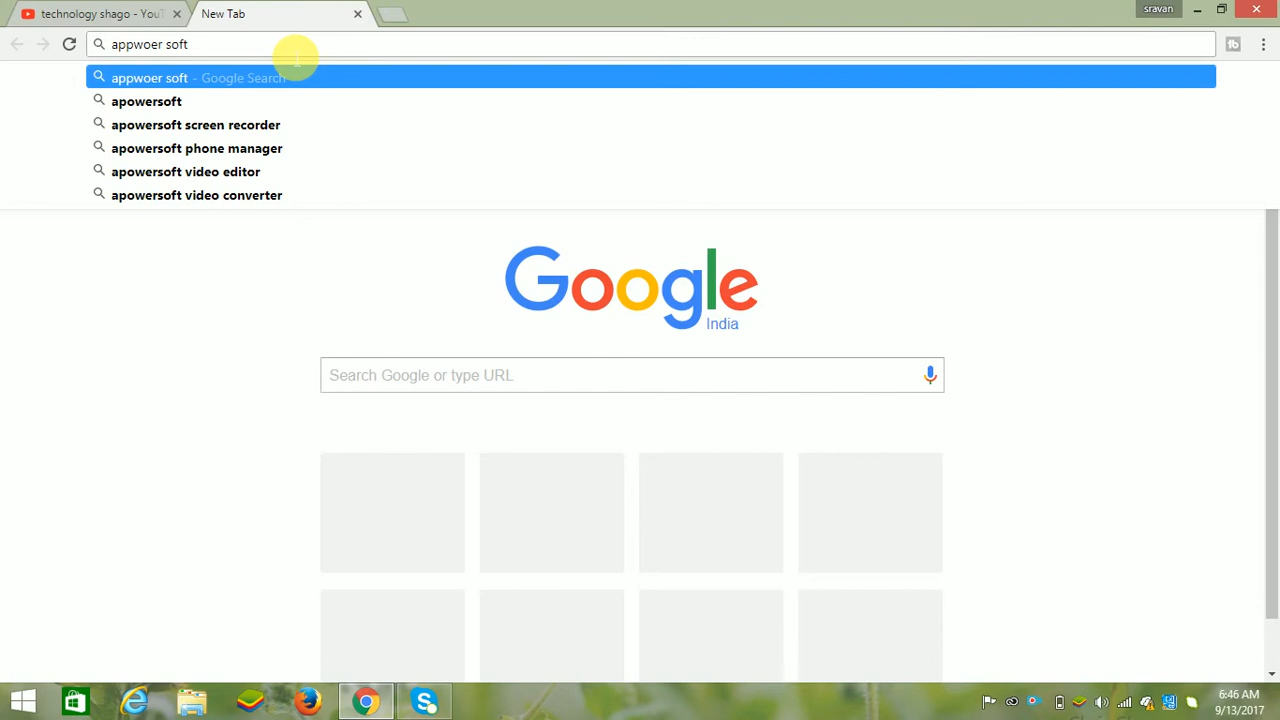 technology shago - YouT
New Tab
sravan
appwoer soft
appwoer soft - Google Search
apowersoft
apowersoft screen recorder
apowersoft phone manager
apowersoft video editor
apowersoft video converter
Google
India
Search Google or type URL
6:46 AM
9/13/2017